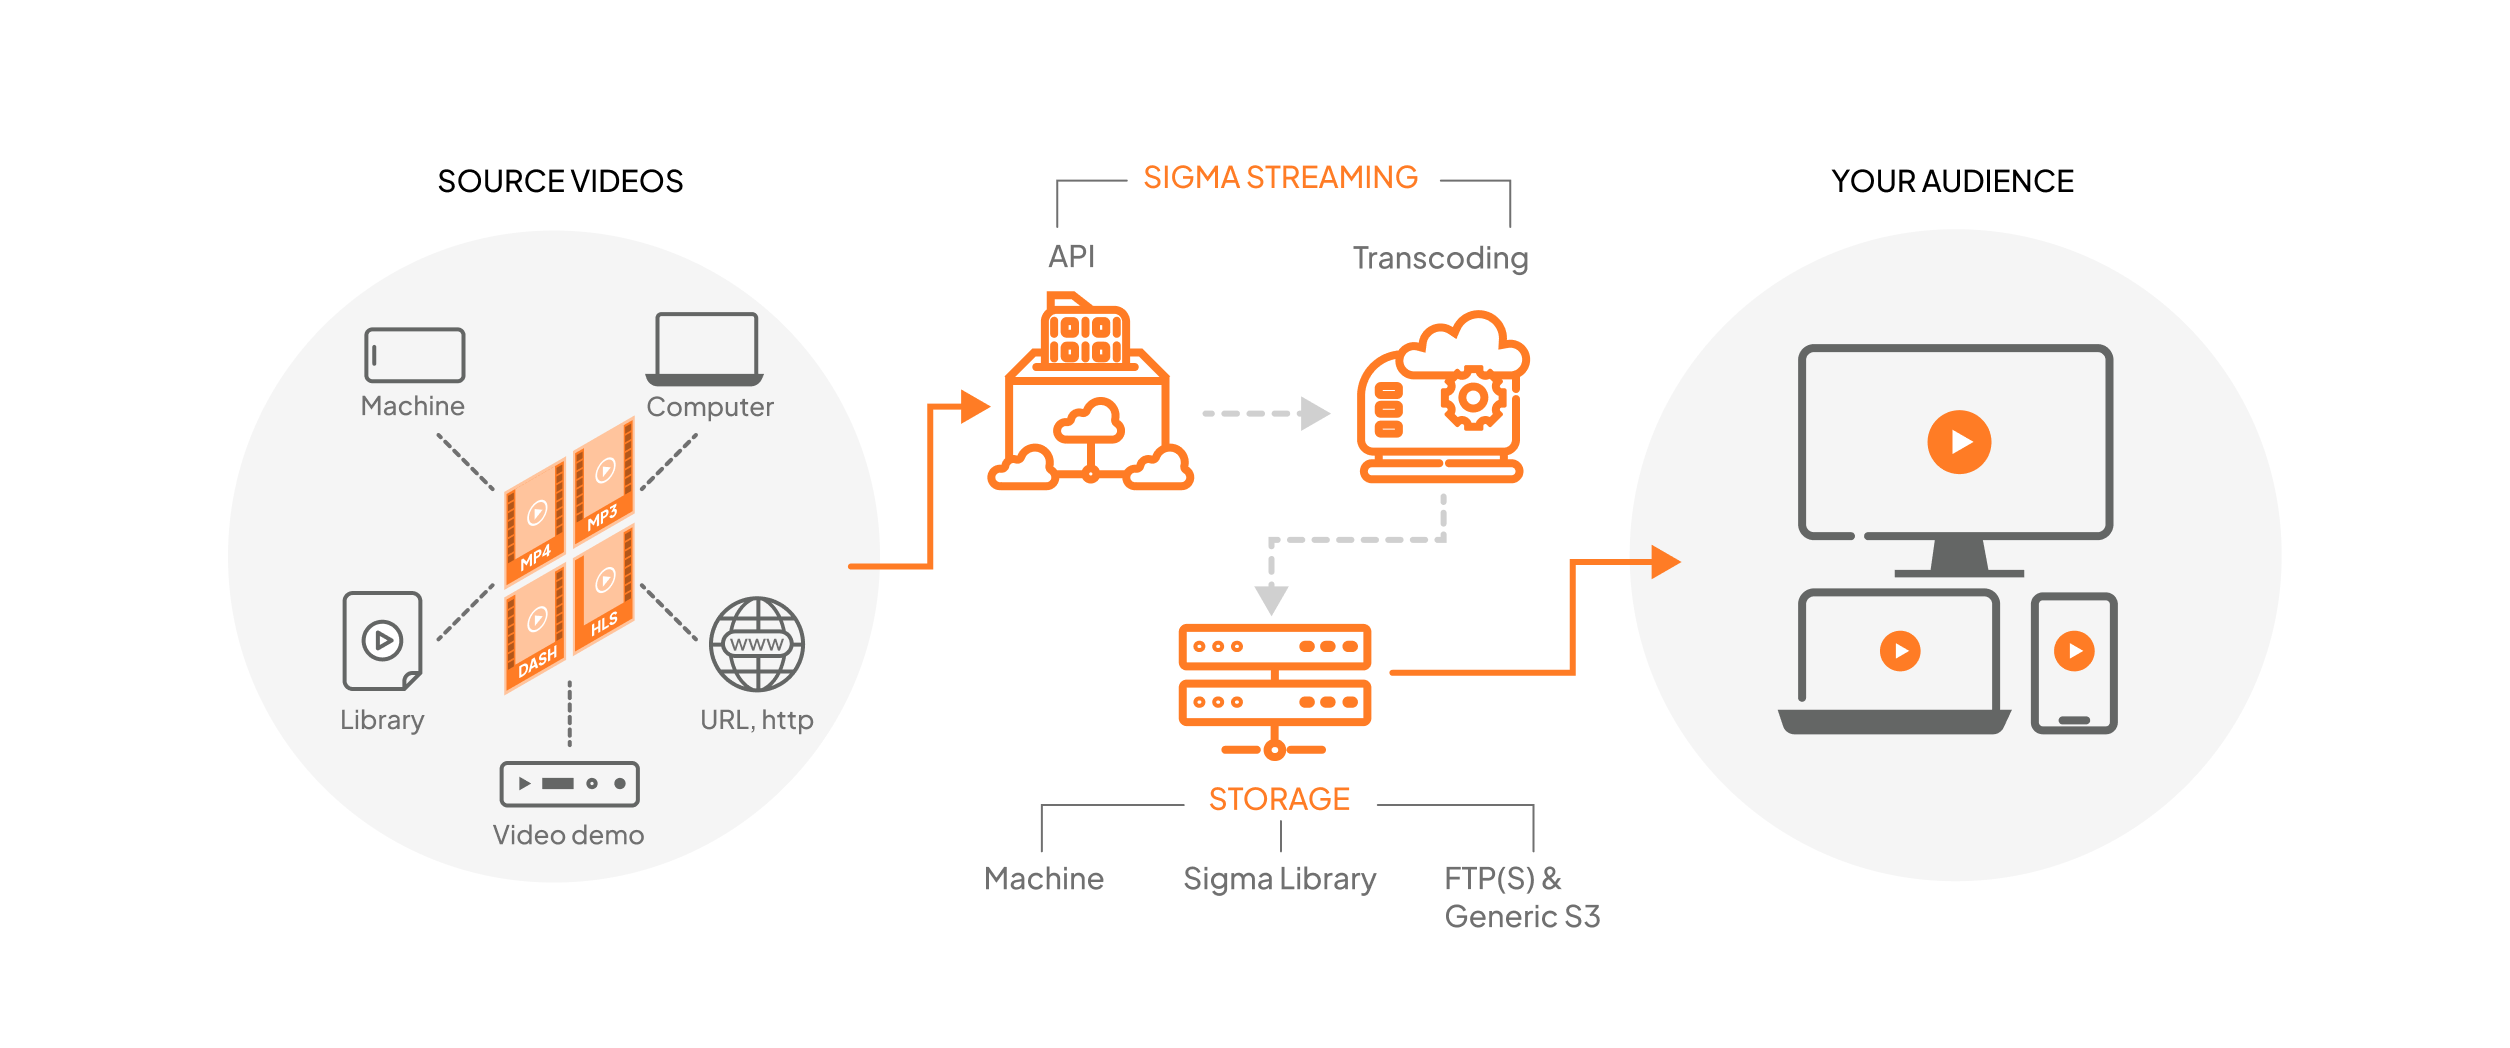 SOURCE VIDEOS
Machine
Computer
MP4
MP3
DASH
HLS
Library
WWW
URL, http
Video demo
SIGMA STREAMING
API
Transcoding
STORAGE
Machine
Sigma Library
FTP(S) &
Generic S3
YOUR AUDIENCE